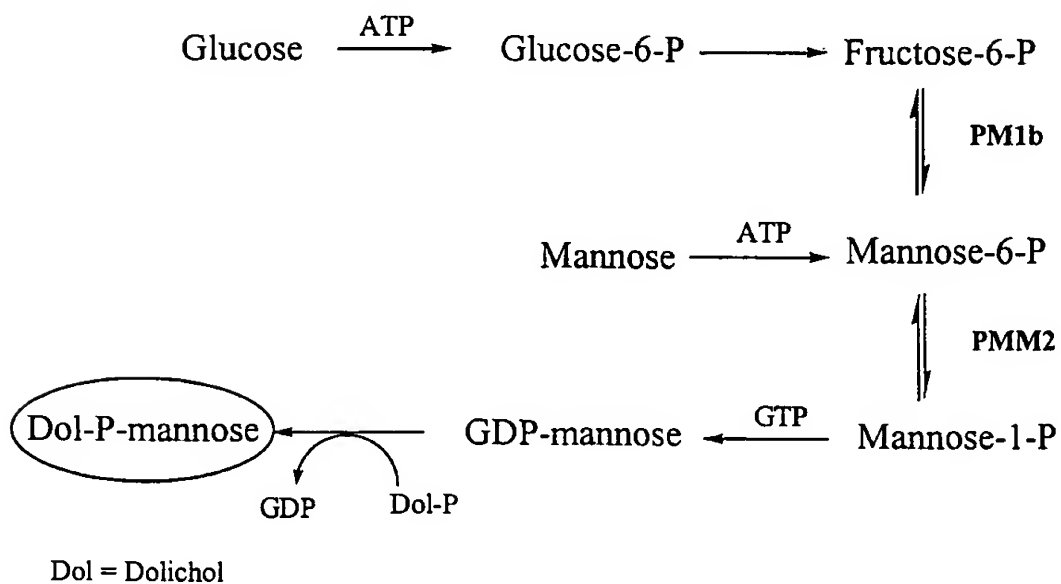 ATP
Glucose Glucose-6-P Fructose-6-P
PM1b
ATP
Mannose Mannose-6-P
PMM2
GTP
Dol-P-mannose GDP-mannose Mannose-1-P
GDP Dol-P
Dol = Dolichol